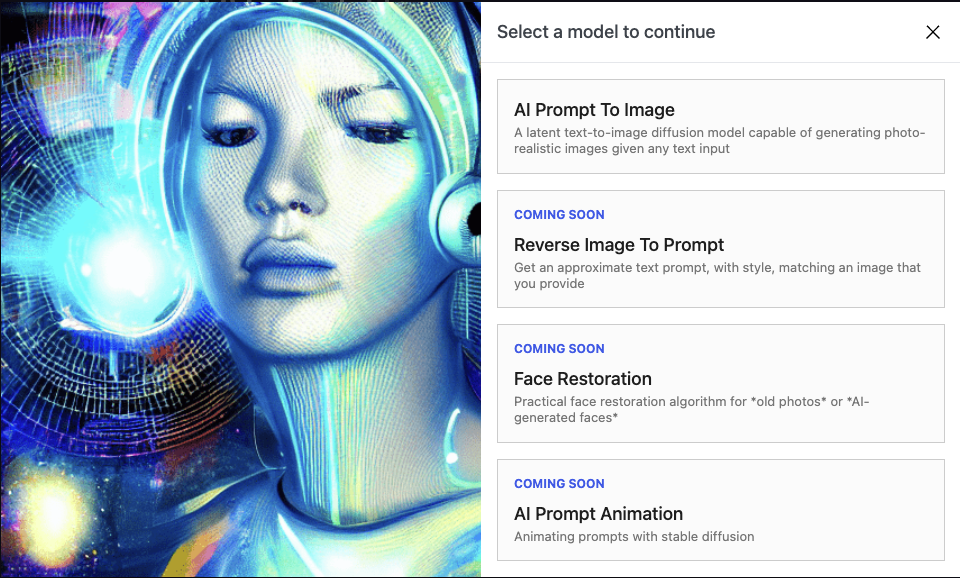 Select a model to continue
AI Prompt To Image
A latent text-to-image diffusion model capable of generating photo-
realistic images given any text input
COMING SOON
Reverse Image To Prompt
Get an approximate text prompt, with style, matching an image that
you provide
COMING SOON
Face Restoration
Practical face restoration algorithm for *old photos* or *AI-
generated faces*
COMING SOON
AI Prompt Animation
Animating prompts with stable diffusion